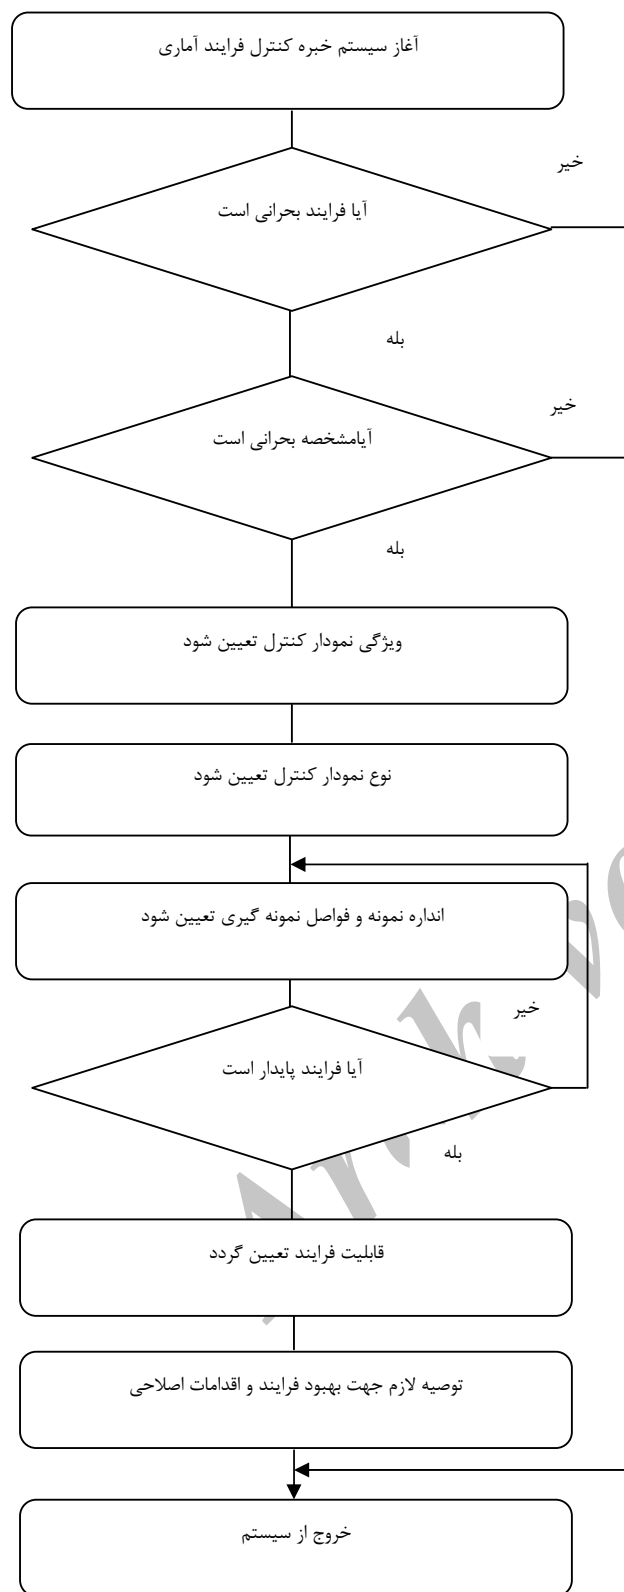 آغاز سیستم خبره کنترل فرایند آماری
خیر
آیا فرایند بحرانی است
بله
خیر
آیامشخصه بحرانی است
بله
ویژگی نمودار کنترل تعیین شود
نوع نمودار کنترل تعیین شود
انداره نمونه و فواصل نمونه گیری تعیین شود
خیر
آیا فرایند پایدار است
بله
قابلیت فرایند تعیین گردد
توصیه لازم جهت بهبود فرایند و اقدامات اصلاحی
خروج از سیستم